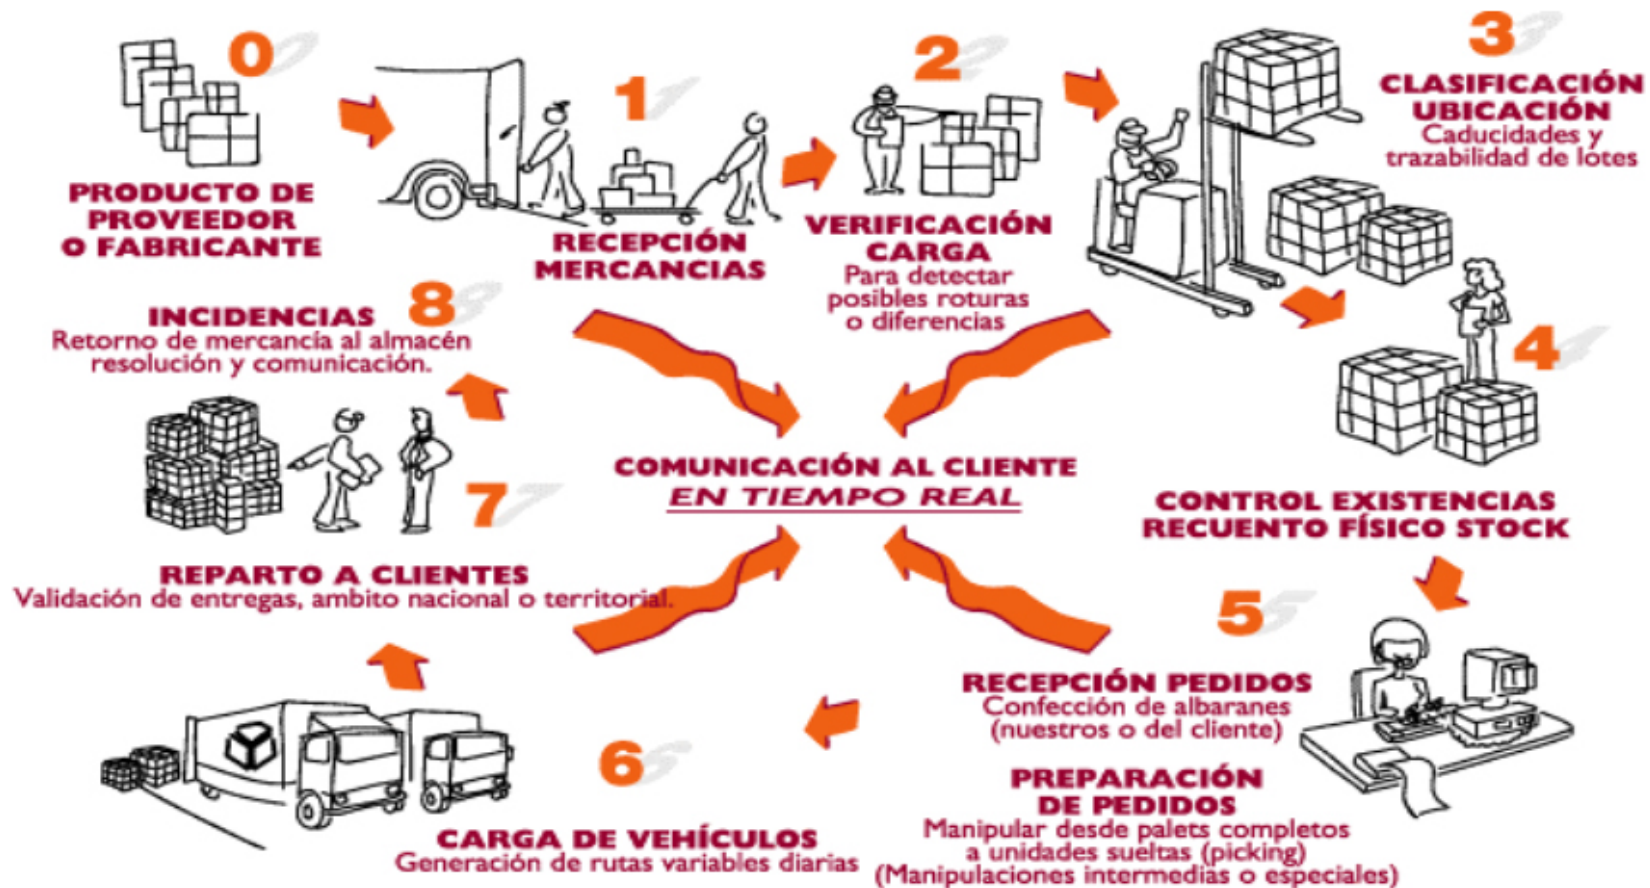 0
PRODUCTO DE
PROVEEDOR
O FABRICANTE
1
RECEPCIÓN
MERCANCIAS
2
VERIFICACIÓN
CARGA
Para detectar
posibles roturas
o diferencias
3
CLASIFICACIÓN
UBICACIÓN
Caducidades y
trazabilidad de lotes
4
CONTROL EXISTENCIAS
RECUENTO FÍSICO STOCK
5
RECEPCIÓN PEDIDOS
Confección de albaranes
(nuestros o del cliente)
PREPARACIÓN
DE PEDIDOS
Manipular desde palets completos
a unidades sueltas (picking)
(Manipulaciones intermedias o especiales)
6
CARGA DE VEHÍCULOS
Generación de rutas variables diarias
7
REPARTO A CLIENTES
Validación de entregas, ambito nacional o territorial.
8
INCIDENCIAS
Retorno de mercancía al almacén
resolución y comunicación.
COMUNICACIÓN AL CLIENTE
EN TIEMPO REAL